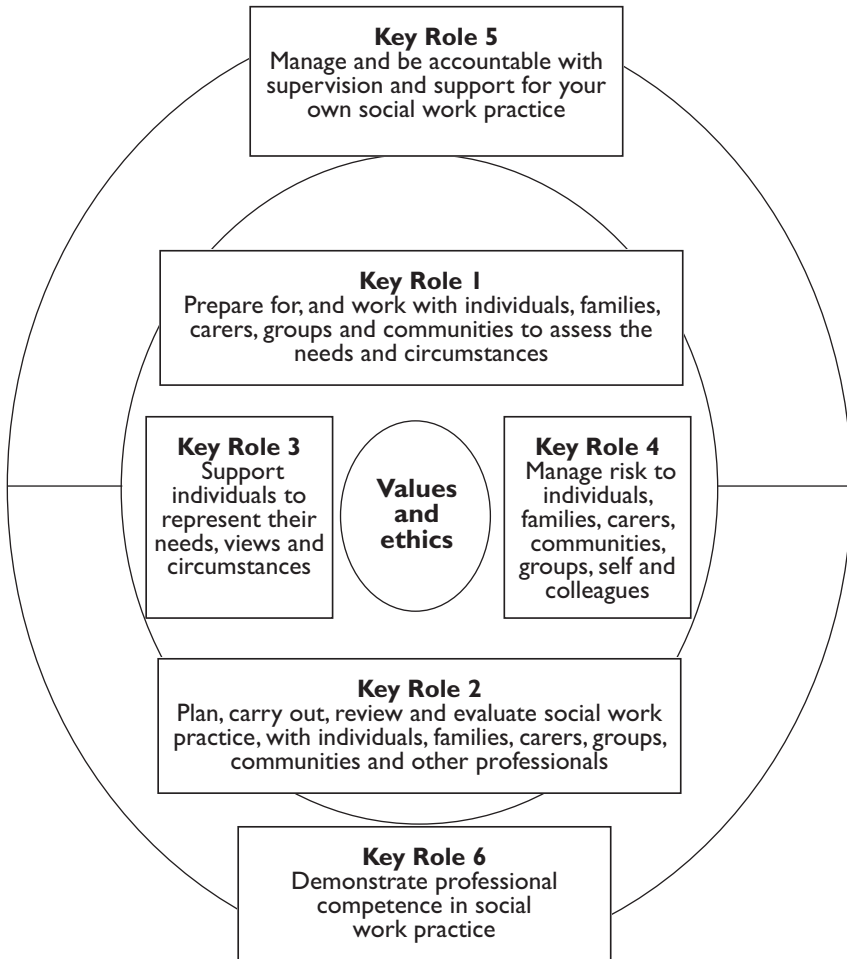 Key Role 5
Manage and be accountable with
supervision and support for your
own social work practice
Key Role 1
Prepare for, and work with individuals, families,
carers, groups and communities to assess the
needs and circumstances
Key Role 3
Support
individuals to
represent their
needs, views and
circumstances
Values
and
ethics
Key Role 4
Manage risk to
individuals,
families, carers,
communities,
groups, self and
colleagues
Key Role 2
Plan, carry out, review and evaluate social work
practice, with individuals, families, carers, groups,
communities and other professionals
Key Role 6
Demonstrate professional
competence in social
work practice